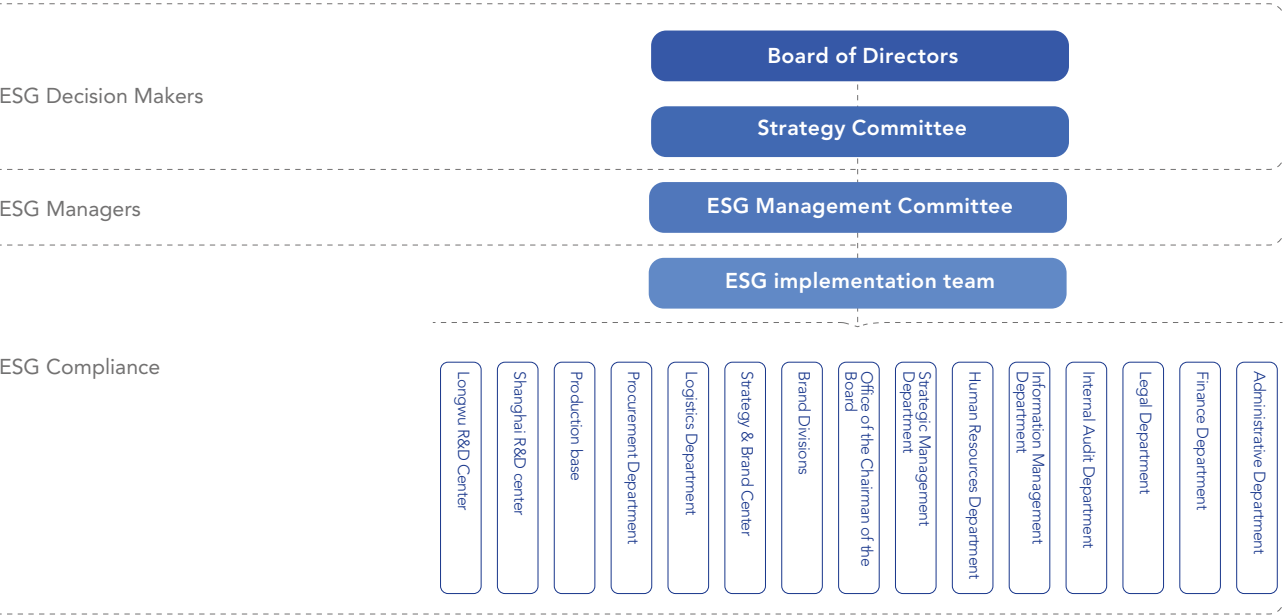 Board of Directors
ESG Decision Makers
Strategy Committee
ESG Managers
ESG Management Committee
ESG implementation team
ESG Compliance
Longwu R&D Center
Shanghai R&D center
Production base
Procurement Department
Logistics Department
Strategy & Brand Center
Brand Divisions
Office of the Chairman of the
Board
Strategic Management
Department
Human Resources Department
Information Management
Department
Internal Audit Department
Legal Department
Finance Department
Administrative Department